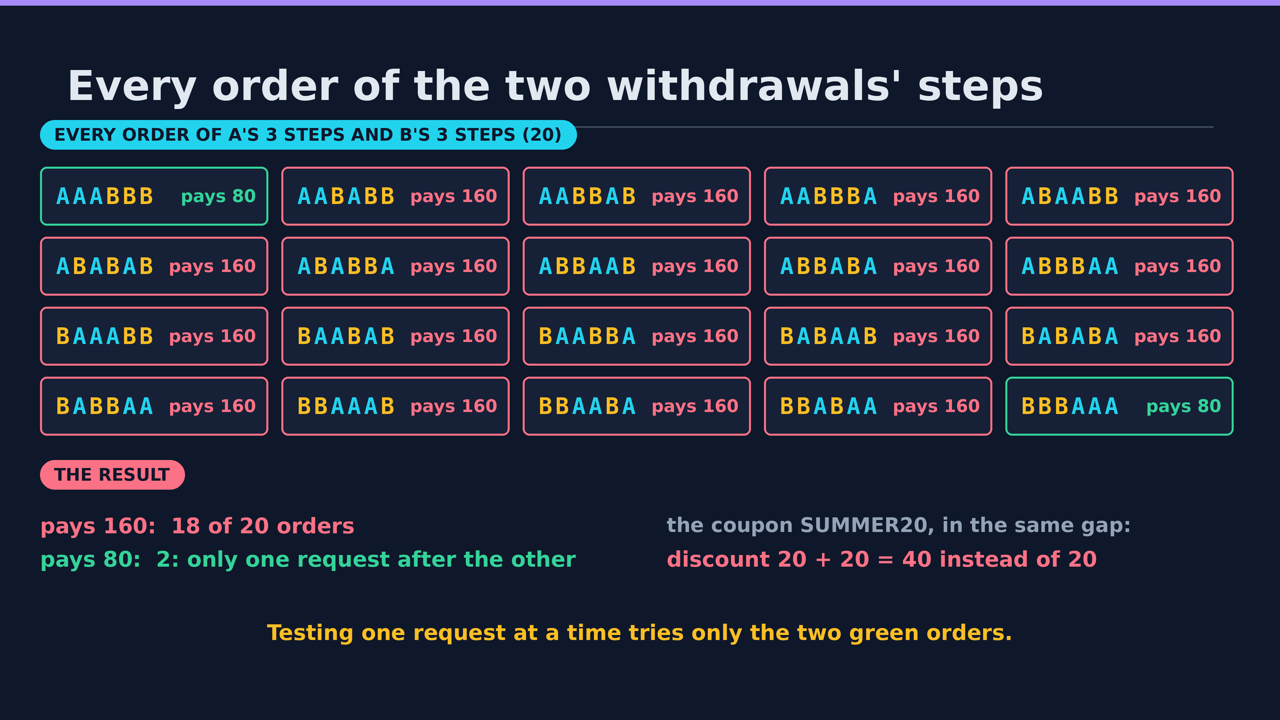 Every order of the two withdrawals' steps
EVERY ORDER OF A'S 3 STEPS AND B'S 3 STEPS (20)
AAABBB pays 80
AABABB pays 160
AABBAB pays 160
AABBBA pays 160
ABAABB pays 160
ABABAB pays 160
ABABBA pays 160
ABBAAB pays 160
ABBABA pays 160
ABBBAA pays 160
BAAABB pays 160
BAABAB pays 160
BAABBA pays 160
BABAAB pays 160
BABABA pays 160
BABBAA pays 160
BBAAAB pays 160
BBAABA pays 160
BBABAA pays 160
BBBAAA pays 80
THE RESULT
pays 160: 18 of 20 orders
pays 80: 2: only one request after the other
the coupon SUMMER20, in the same gap:
discount 20 + 20 = 40 instead of 20
Testing one request at a time tries only the two green orders.